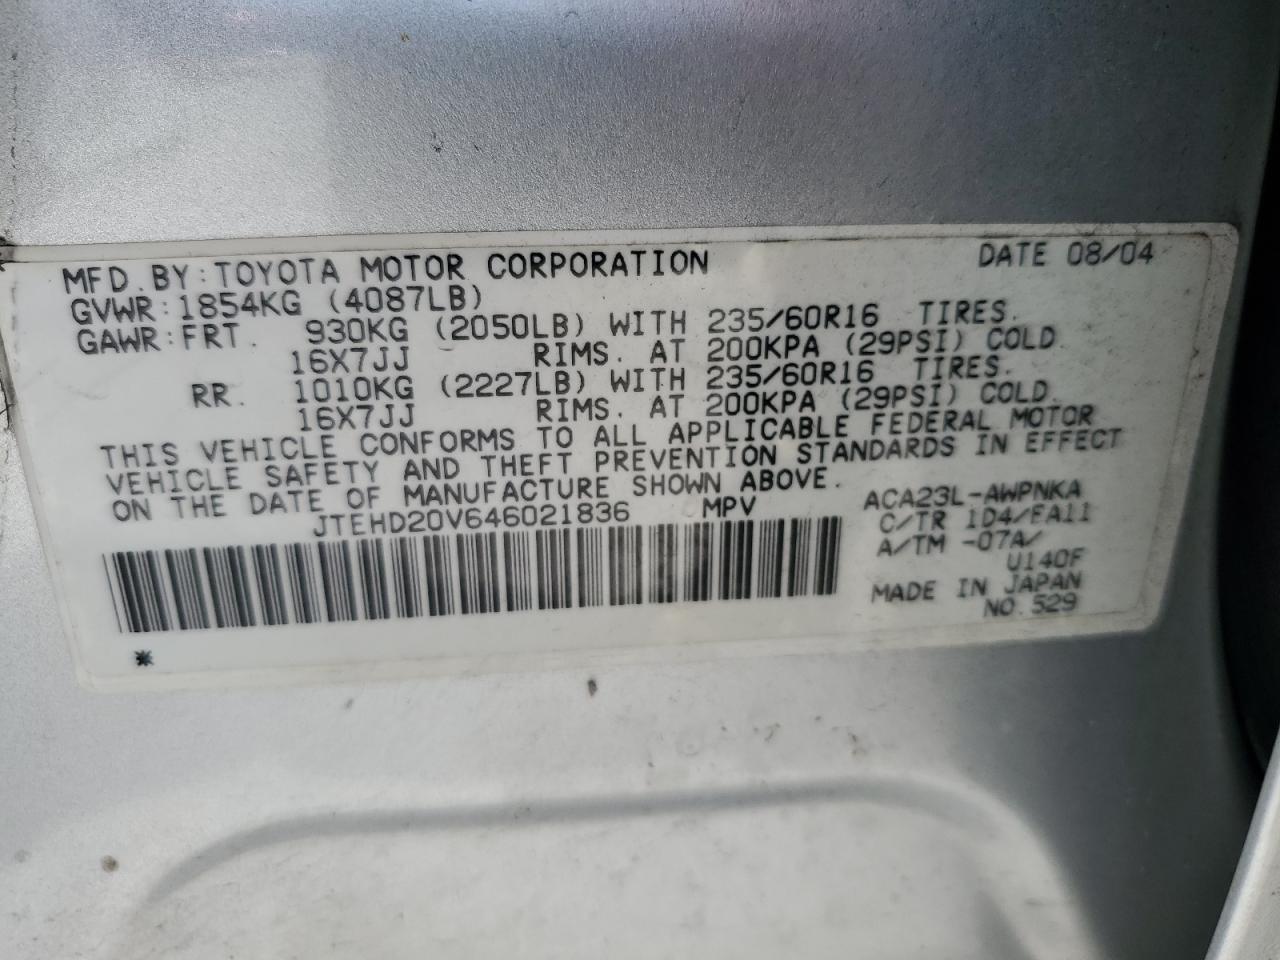 MFD.BY:TOYOTA MOTOR CORPORATION DATE 08/04
GVWR:1854KG (4087LB)
GAWR:FRT. 930KG (2050LB) WITH 235/60R16 TIRES.
16X7JJ RIMS. AT 200KPA (29PSI) COLD.
RR. 1010KG (2227LB) WITH 235/60R16 TIRES.
16X7JJ RIMS. AT 200KPA (29PSI) COLD.
THIS VEHICLE CONFORMS TO ALL APPLICABLE FEDERAL MOTOR
VEHICLE SAFETY AND THEFT PREVENTION STANDARDS IN EFFECT
ON THE DATE OF MANUFACTURE SHOWN ABOVE.
JTEHD20V646021836 MPV
ACA23L-AWPNKA
C/TR 1D4/FA11
A/TM -07A/
U140F
MADE IN JAPAN
NO.529
*